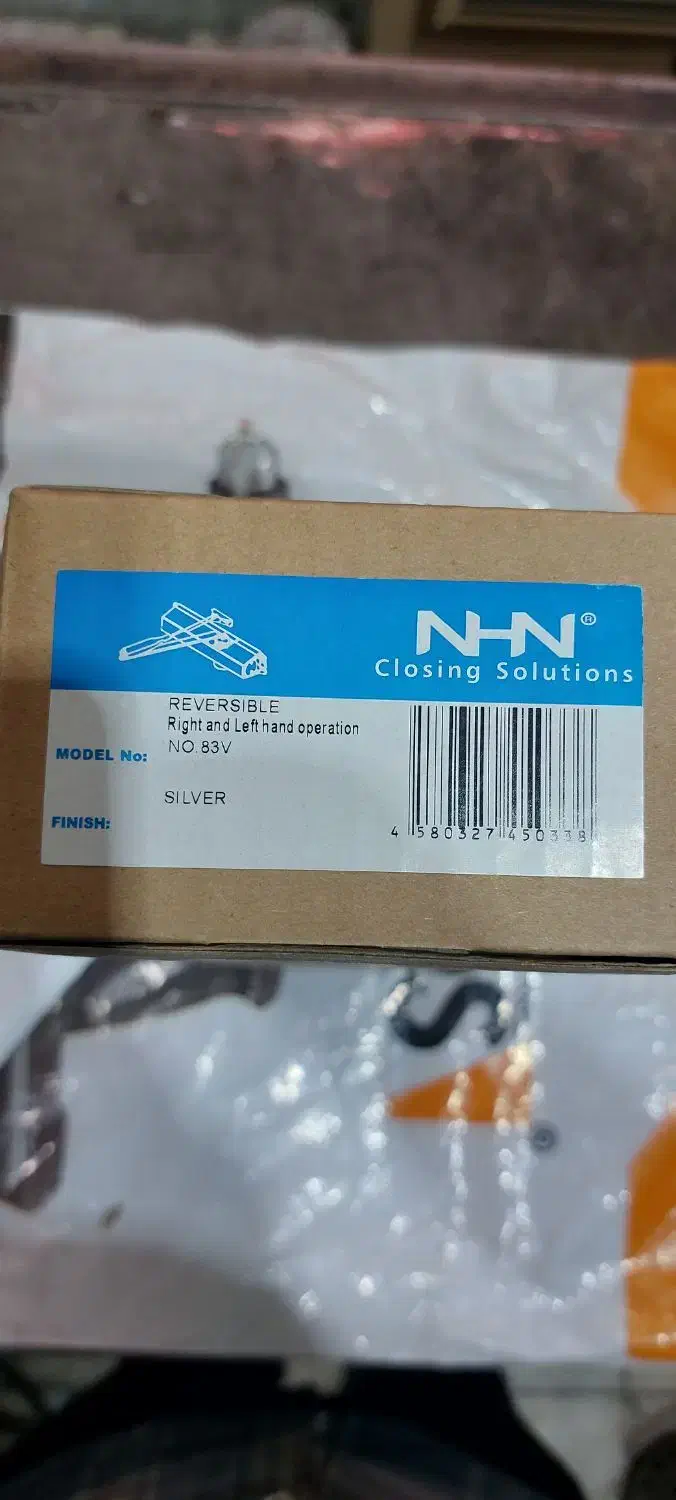 NHN®
Closing Solutions
REVERSIBLE
Right and Left hand operation
MODEL No: NO.83V
FINISH: SILVER
4 580327 450338
S